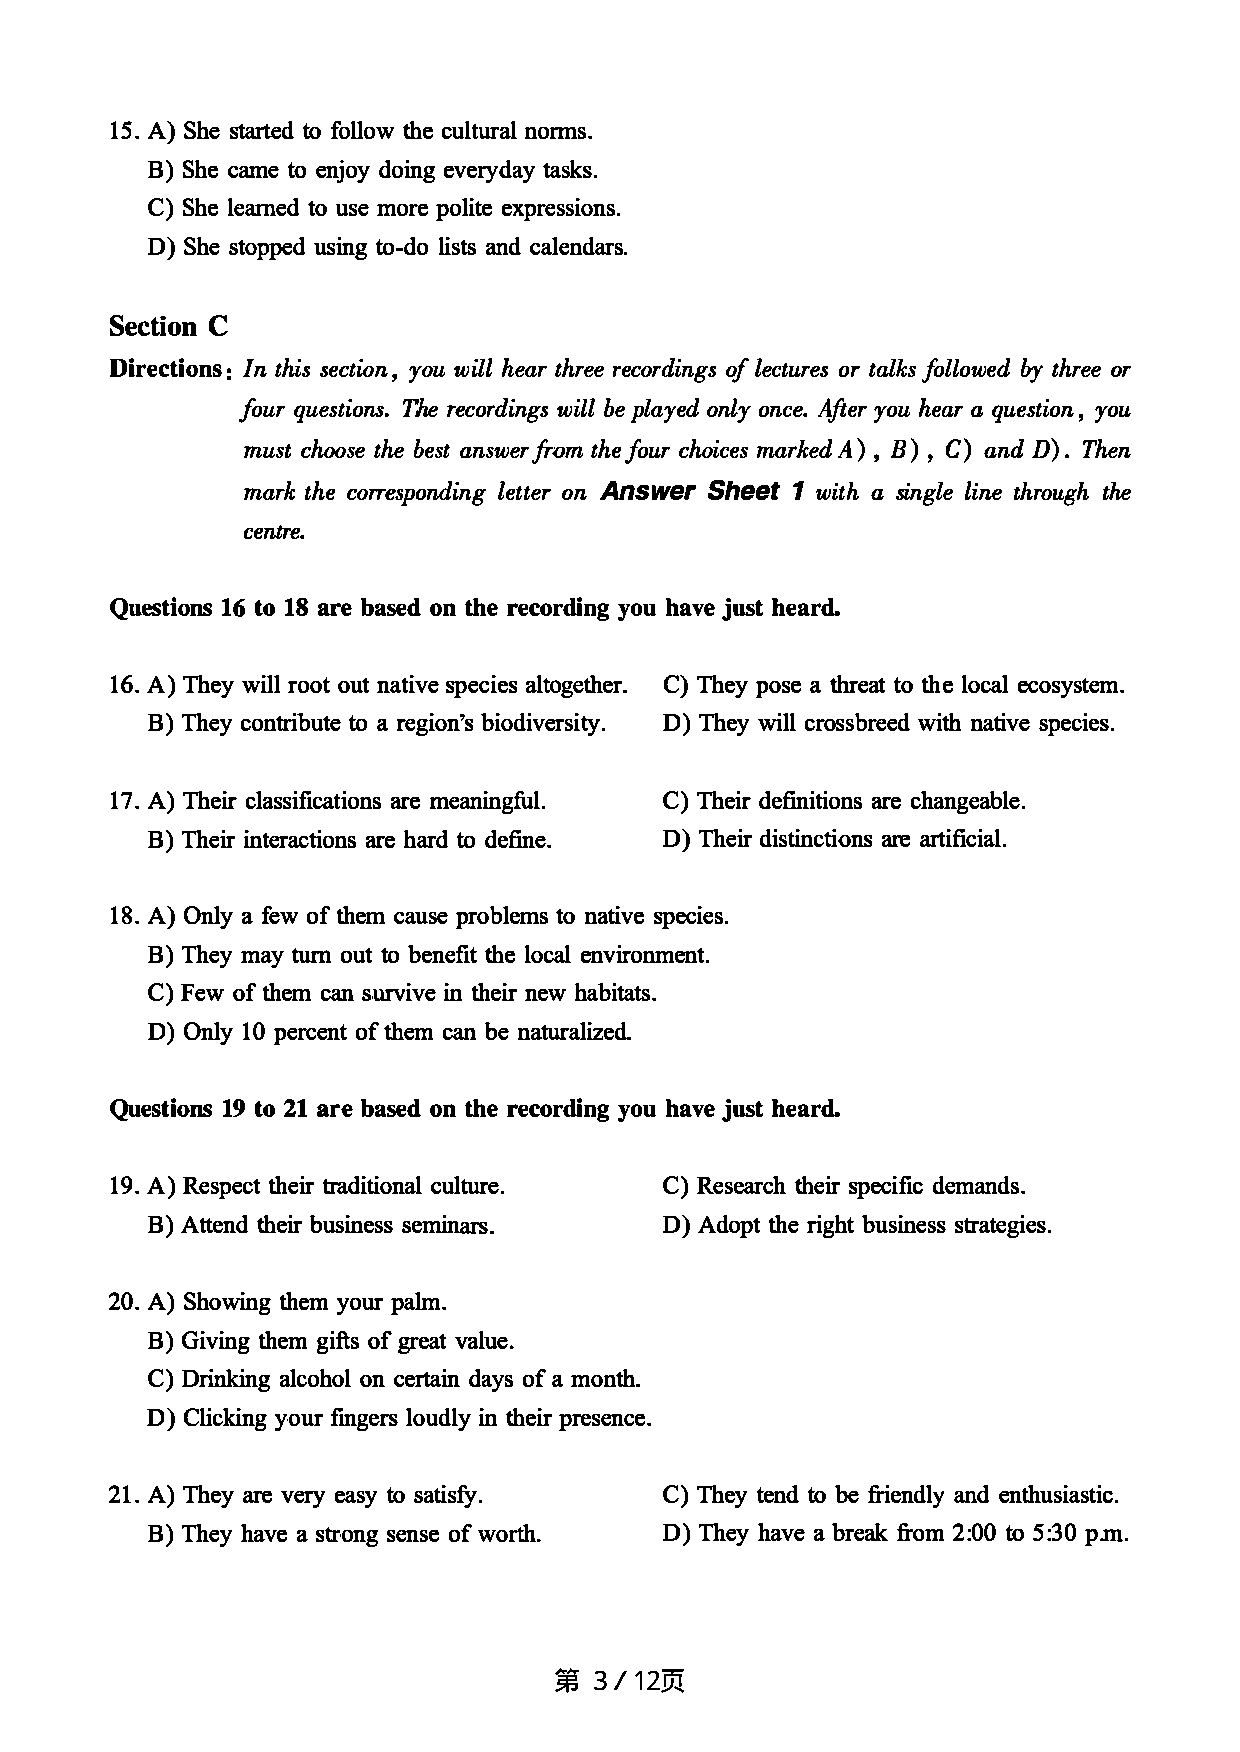 15. A) She started to follow the cultural norms.
B) She came to enjoy doing everyday tasks.
C) She learned to use more polite expressions.
D) She stopped using to-do lists and calendars.
Section C
Directions: In this section, you will hear three recordings of lectures or talks followed by three or
four questions. The recordings will be played only once. After you hear a question, you
must choose the best answer from the four choices marked A), B), C) and D). Then
mark the corresponding letter on Answer Sheet 1 with a single line through the
centre.
Questions 16 to 18 are based on the recording you have just heard.
16. A) They will root out native species altogether. C) They pose a threat to the local ecosystem.
B) They contribute to a region's biodiversity. D) They will crossbreed with native species.
17. A) Their classifications are meaningful. C) Their definitions are changeable.
B) Their interactions are hard to define. D) Their distinctions are artificial.
18. A) Only a few of them cause problems to native species.
B) They may turn out to benefit the local environment.
C) Few of them can survive in their new habitats.
D) Only 10 percent of them can be naturalized.
Questions 19 to 21 are based on the recording you have just heard.
19. A) Respect their traditional culture. C) Research their specific demands.
B) Attend their business seminars. D) Adopt the right business strategies.
20. A) Showing them your palm.
B) Giving them gifts of great value.
C) Drinking alcohol on certain days of a month.
D) Clicking your fingers loudly in their presence.
21. A) They are very easy to satisfy. C) They tend to be friendly and enthusiastic.
B) They have a strong sense of worth. D) They have a break from 2:00 to 5:30 p.m.
第 3 / 12页